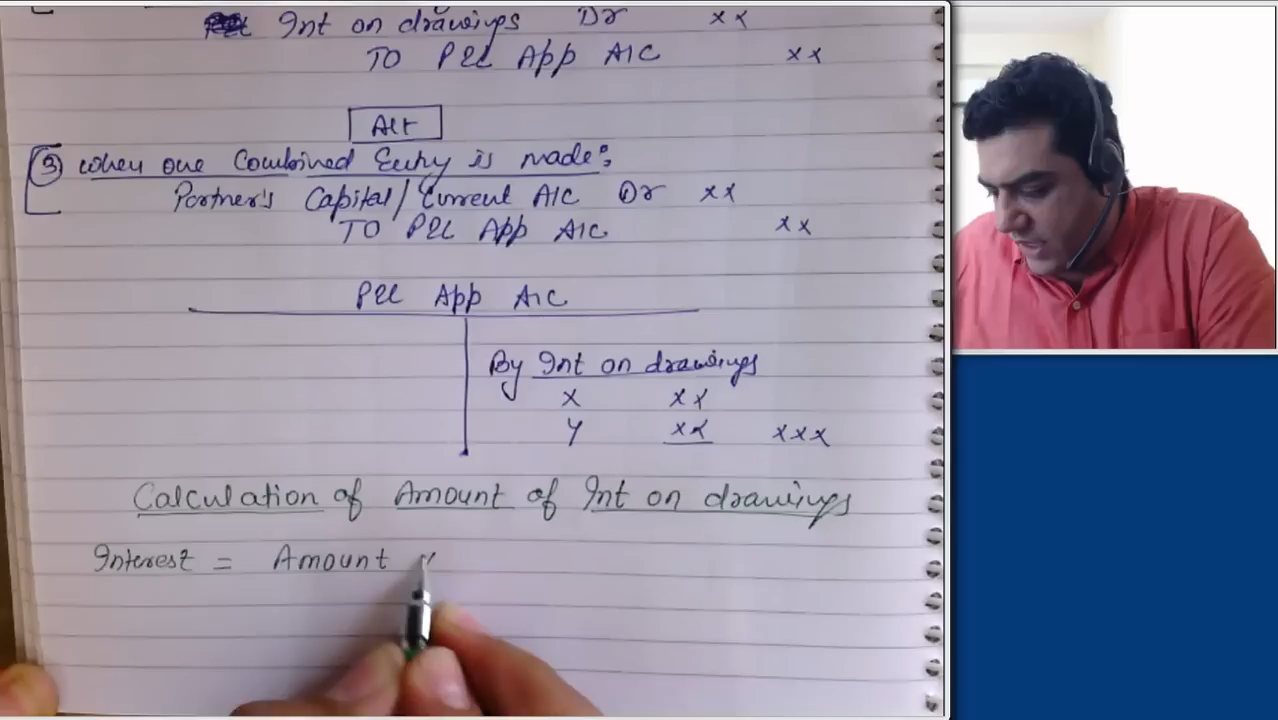 Int on drawings Dr xx
TO P&L App A/C xx
Alt
③ when one Combined Entry is made:
Partner's Capital/Current A/C Dr xx
TO P&L App A/C xx
P&L App A/C
By Int on drawings
X xx
Y xx xxx
Calculation of Amount of Int on drawings
Interest = Amount